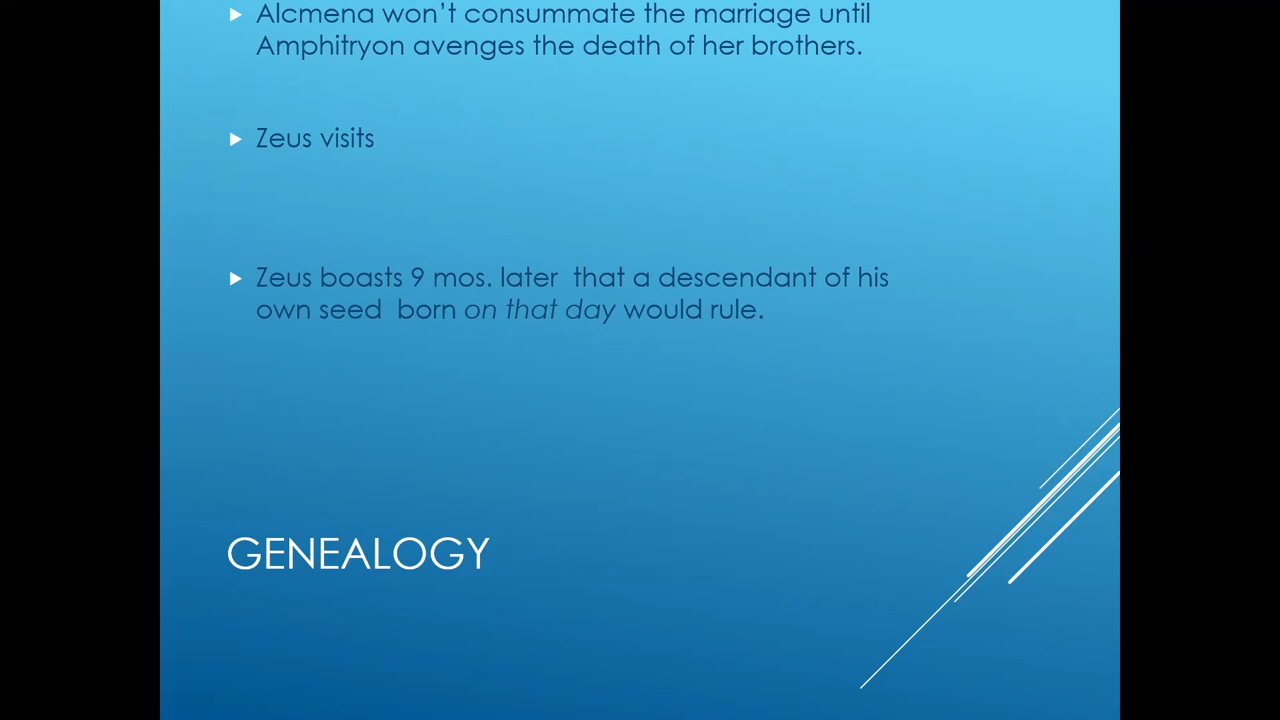 Alcmena won’t consummate the marriage until
Amphitryon avenges the death of her brothers.
Zeus visits
Zeus boasts 9 mos. later  that a descendant of his
own seed  born on that day would rule.
GENEALOGY